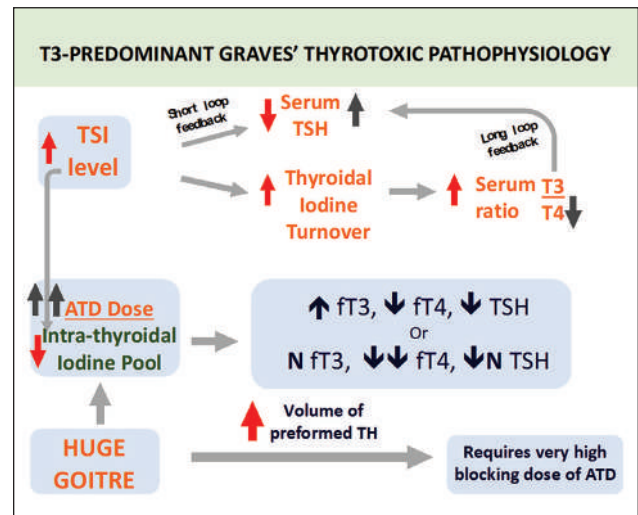 T3-PREDOMINANT GRAVES' THYROTOXIC PATHOPHYSIOLOGY
TSI
level
Short loop
feedback
Serum
TSH
Long loop
feedback
Thyroidal
Iodine
Turnover
Serum T3
ratio T4
ATD Dose
Intra-thyroidal
Iodine Pool
↑ fT3, ↓ fT4, ↓ TSH
Or
N fT3, ↓↓ fT4, ↓N TSH
HUGE
GOITRE
Volume of
preformed TH
Requires very high
blocking dose of ATD